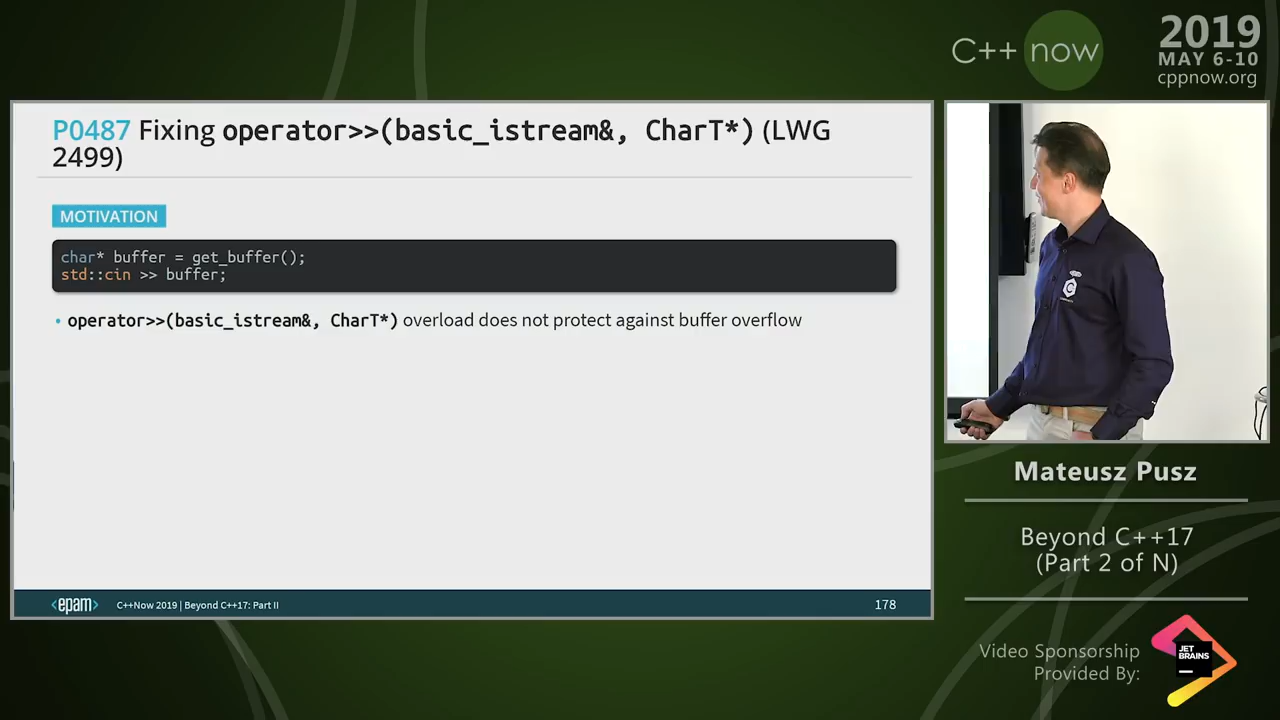 C++ now
2019
MAY 6-10
cppnow.org
P0487 Fixing operator>>(basic_istream&, CharT*) (LWG
2499)
MOTIVATION
char* buffer = get_buffer();
std::cin >> buffer;
• operator>>(basic_istream&, CharT*) overload does not protect against buffer overflow
<epam>
C++Now 2019 | Beyond C++17: Part II
178
Mateusz Pusz
Beyond C++17
(Part 2 of N)
Video Sponsorship
Provided By:
JET
BRAINS